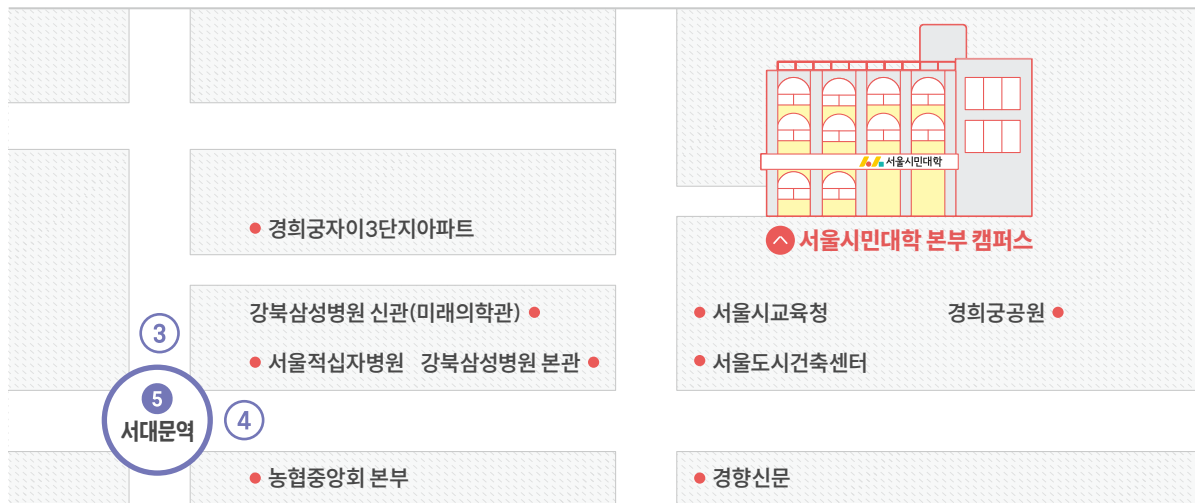 서울시민대학
서울시민대학 본부 캠퍼스
경희궁자이3단지아파트
강북삼성병원 신관(미래의학관)
서울시교육청
경희궁공원
3
서울적십자병원
강북삼성병원 본관
서울도시건축센터
5
서대문역
4
농협중앙회 본부
경향신문